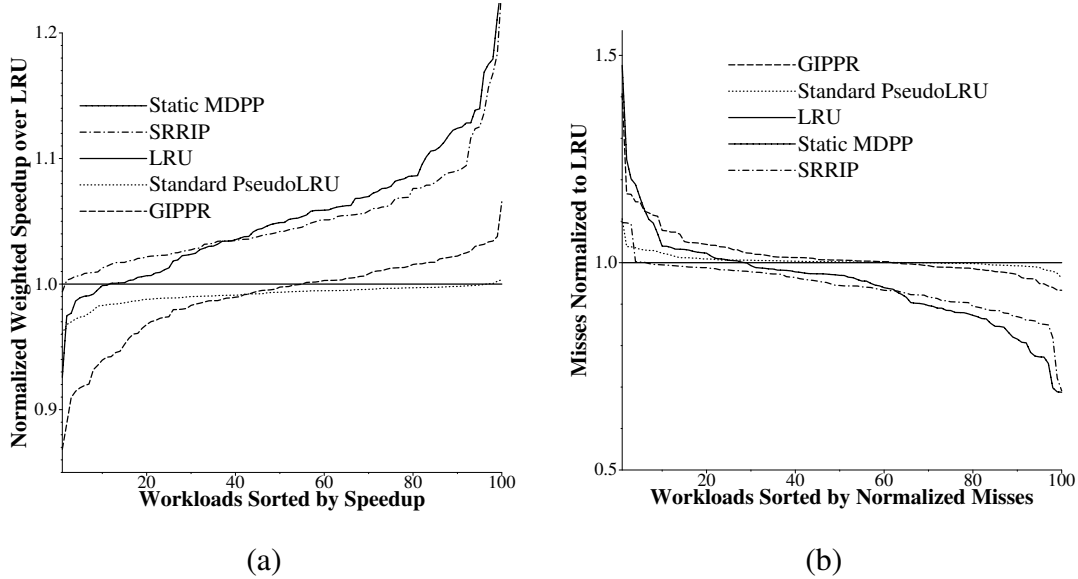 Normalized Weighted Speedup over LRU
1.2
1.1
1.0
0.9
Static MDPP
SRRIP
LRU
Standard PseudoLRU
GIPPR
20
40
60
80
100
Workloads Sorted by Speedup
(a)
Misses Normalized to LRU
1.5
1.0
0.5
GIPPR
Standard PseudoLRU
LRU
Static MDPP
SRRIP
20
40
60
80
100
Workloads Sorted by Normalized Misses
(b)